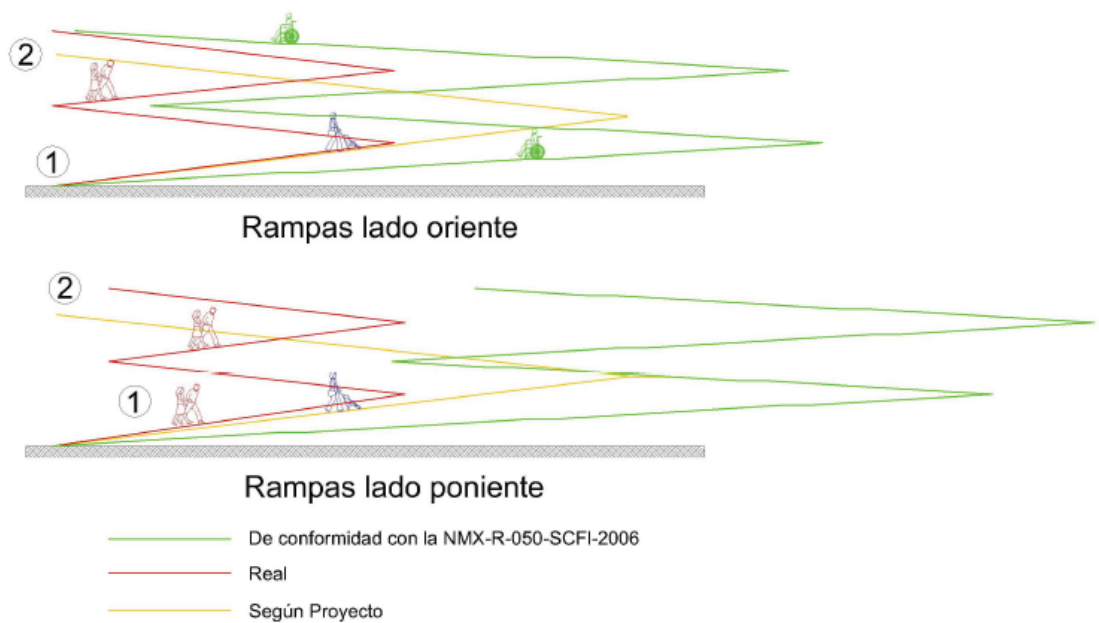 2
1
Rampas lado oriente
2
1
Rampas lado poniente
De conformidad con la NMX-R-050-SCFI-2006
Real
Según Proyecto